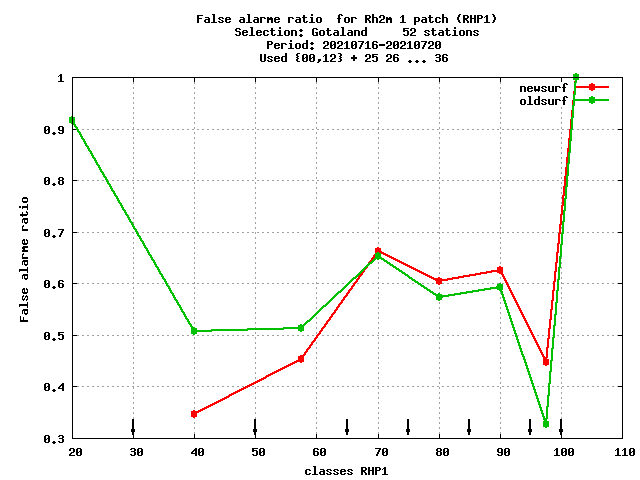 False alarme ratio  for Rh2m 1 patch (RHP1)
Selection: Gotaland     52 stations
Period: 20210716-20210720
Used {00,12} + 25 26 ... 36
newsurf
oldsurf
1
0.9
0.8
0.7
0.6
0.5
0.4
0.3
False alarme ratio
20 30 40 50 60 70 80 90 100 110
classes RHP1